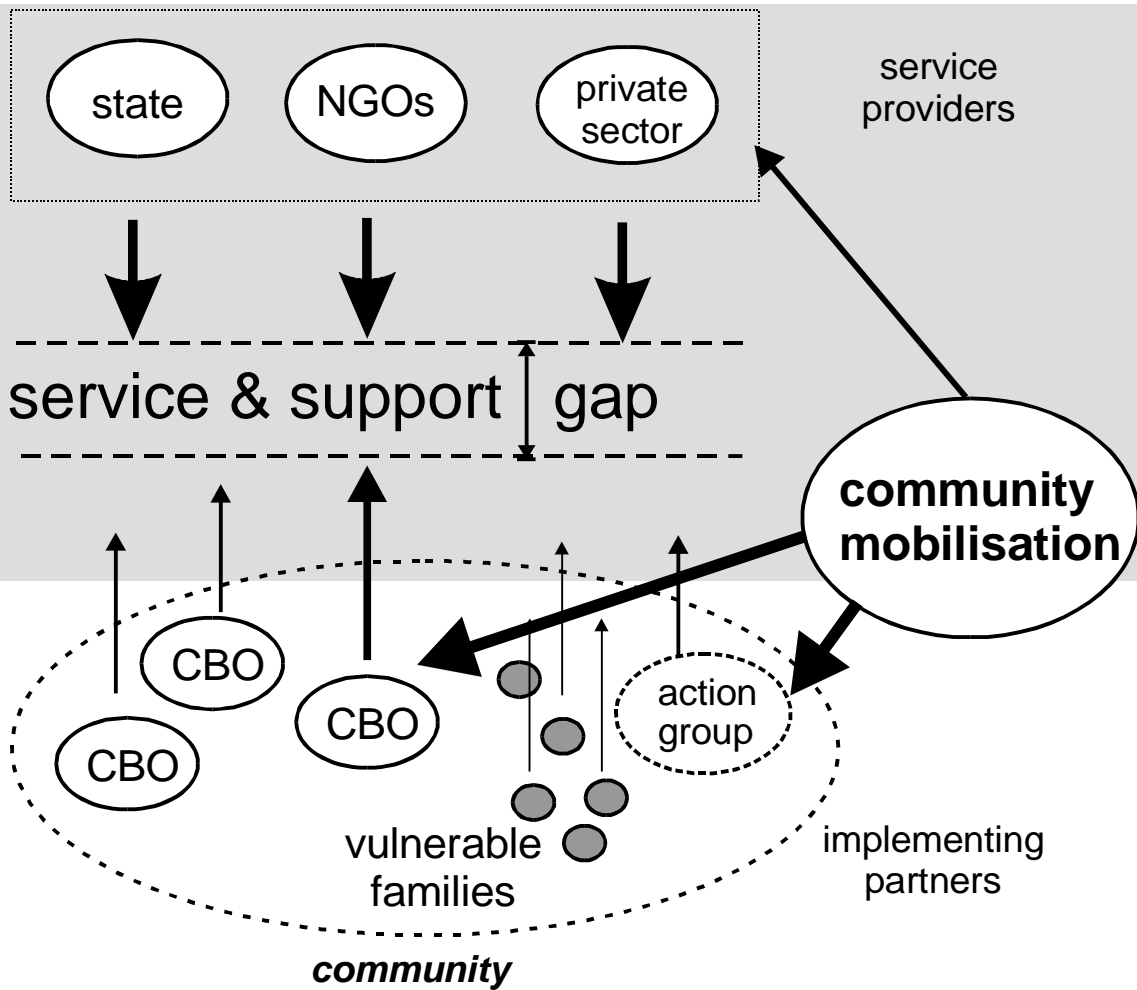 state
NGOs
private
sector
service
providers
service & support gap
community
mobilisation
CBO
CBO
CBO
action
group
vulnerable
families
implementing
partners
community